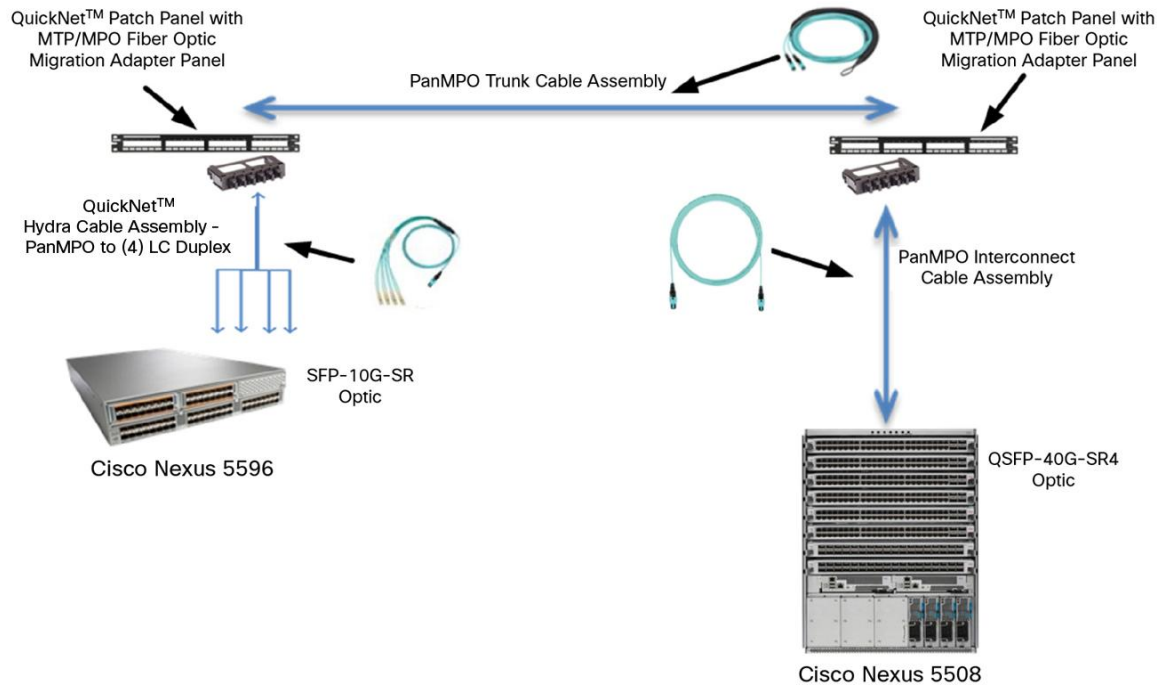 QuickNet™ Patch Panel with
MTP/MPO Fiber Optic
Migration Adapter Panel
PanMPO Trunk Cable Assembly
QuickNet™ Patch Panel with
MTP/MPO Fiber Optic
Migration Adapter Panel
QuickNet™
Hydra Cable Assembly -
PanMPO to (4) LC Duplex
PanMPO Interconnect
Cable Assembly
SFP-10G-SR
Optic
Cisco Nexus 5596
QSFP-40G-SR4
Optic
Cisco Nexus 5508